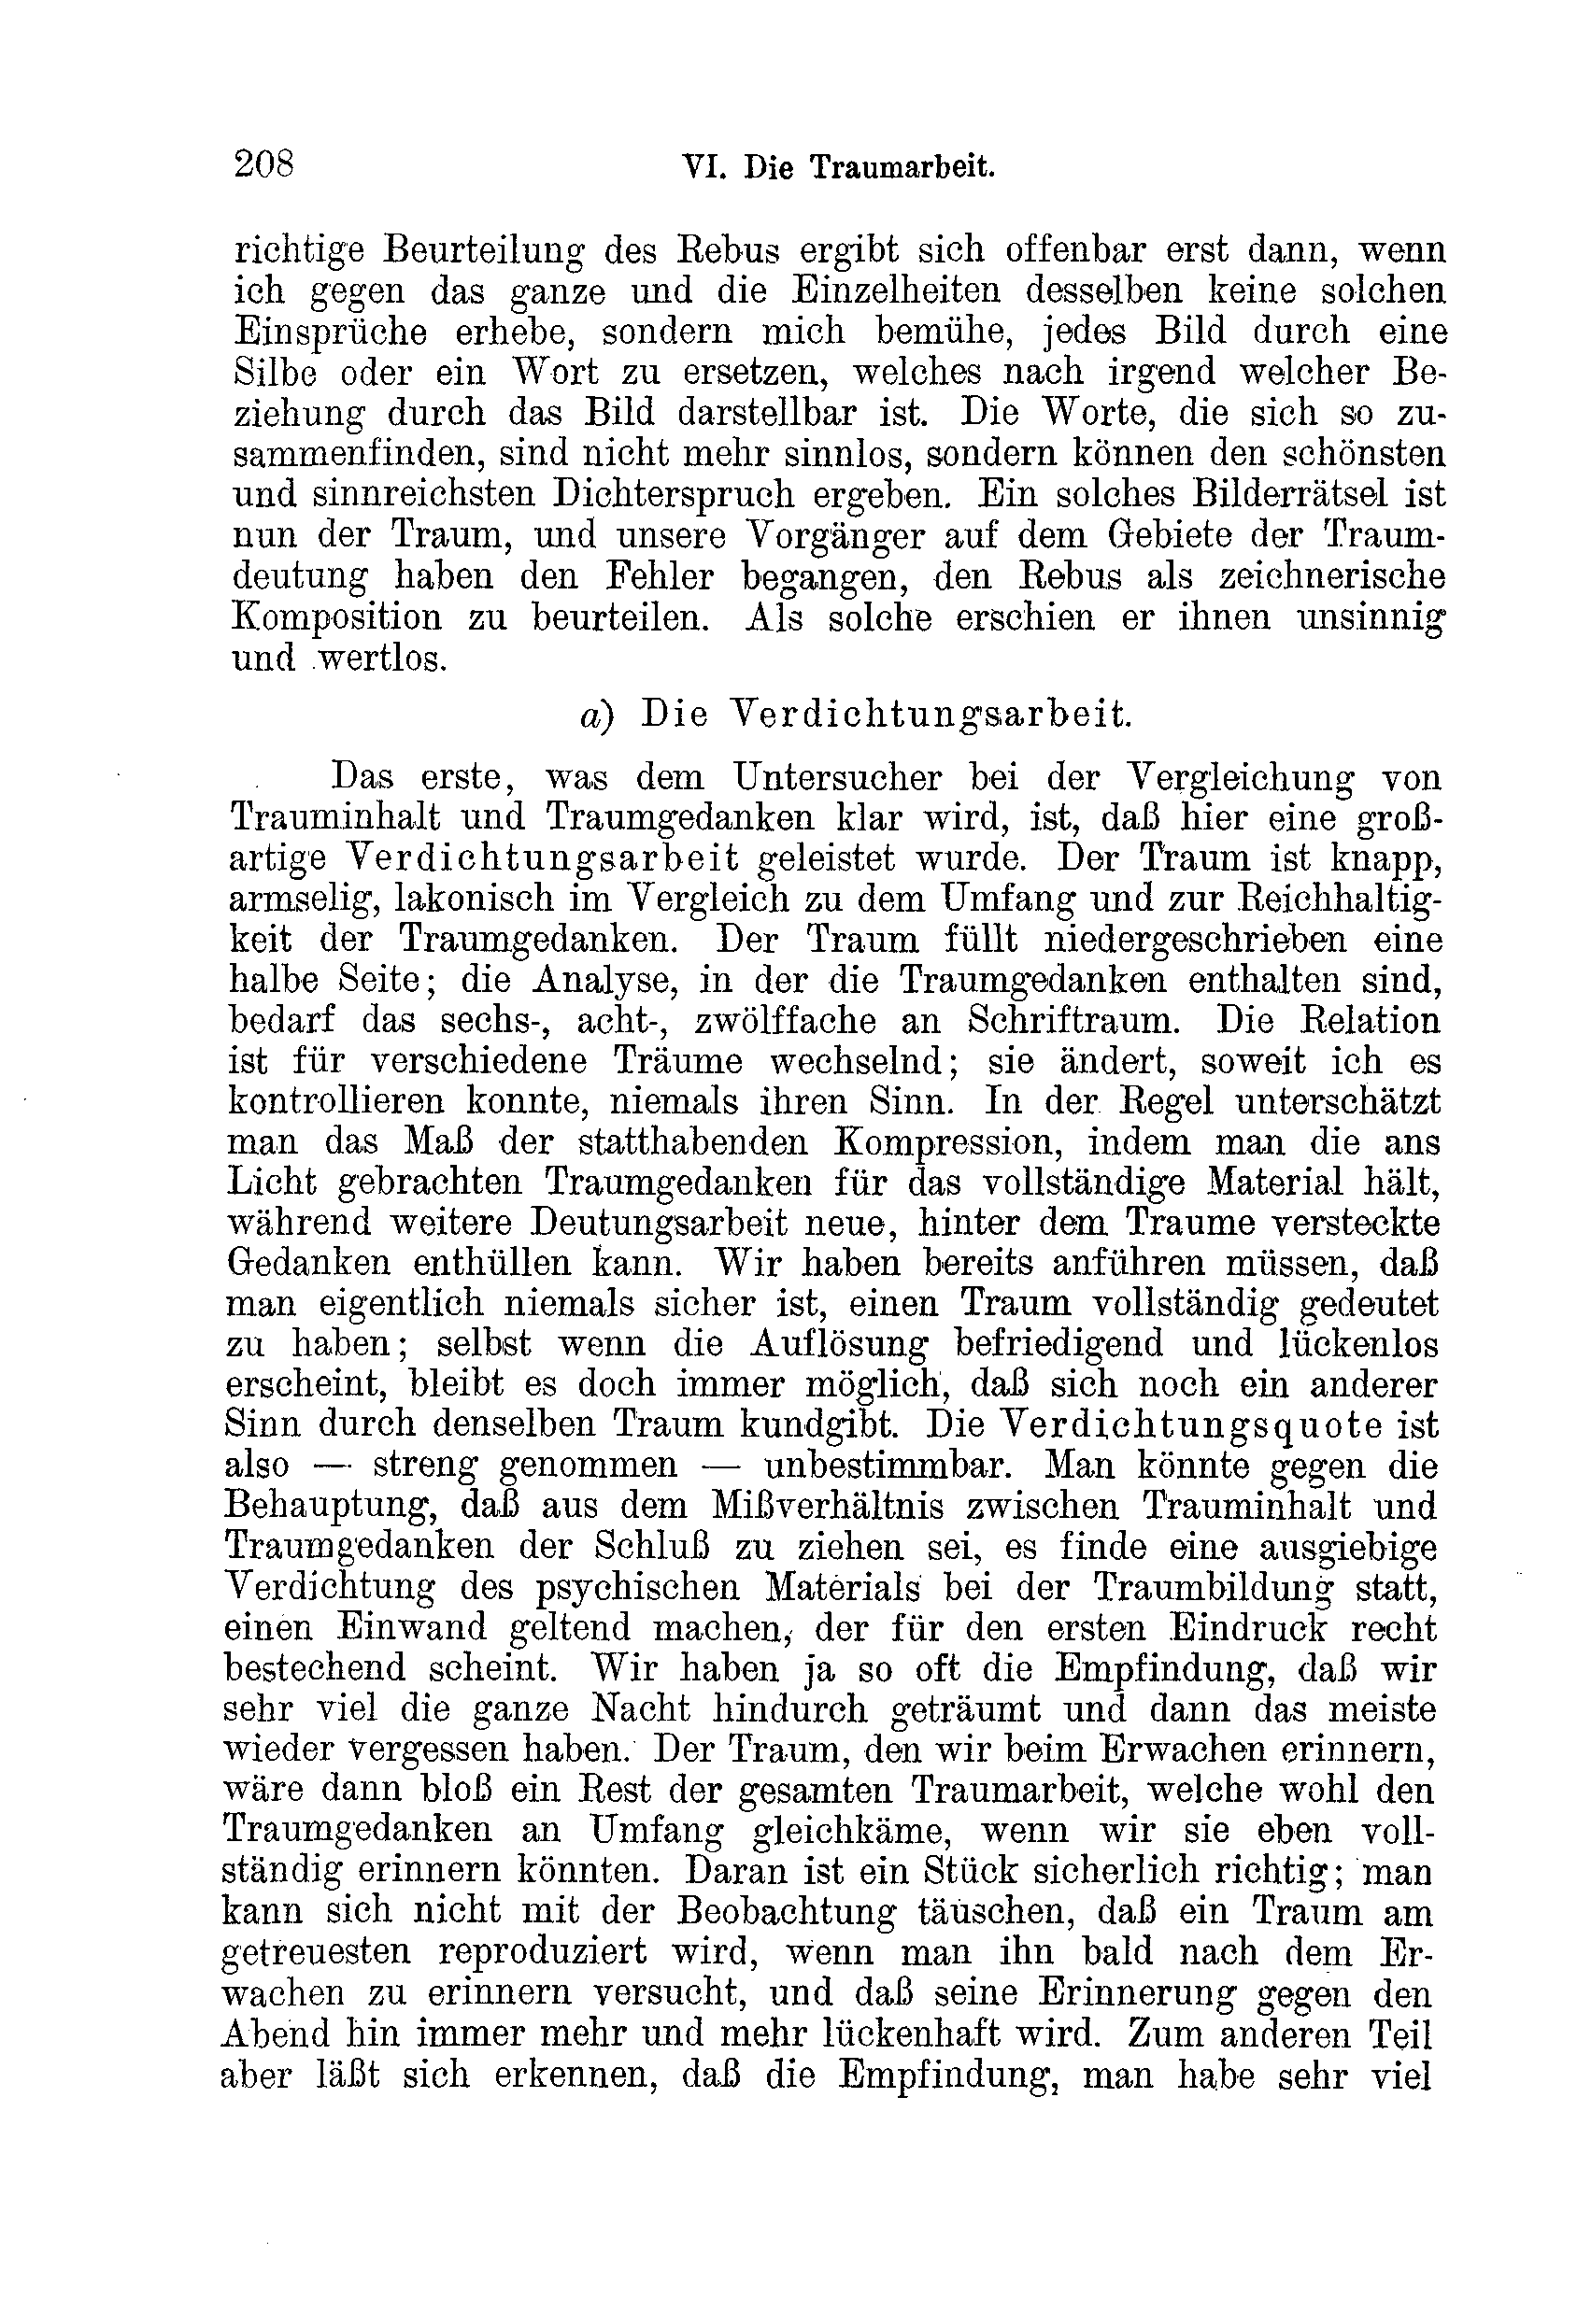 208
VI. Die Traumarbeit.
richtige Beurteilung des Rebus ergibt sich offenbar erst dann, wenn
ich gegen das ganze und die Einzelheiten desselben keine solchen
Einsprüche erhebe, sondern mich bemühe, jedes Bild durch eine
Silbe oder ein Wort zu ersetzen, welches nach irgend welcher Be-
ziehung durch das Bild darstellbar ist. Die Worte, die sich so zu-
sammenfinden, sind nicht mehr sinnlos, sondern können den schönsten
und sinnreichsten Dichterspruch ergeben. Ein solches Bilderrätsel ist
nun der Traum, und unsere Vorgänger auf dem Gebiete der Traum-
deutung haben den Fehler begangen, den Rebus als zeichnerische
Komposition zu beurteilen. Als solche erschien er ihnen unsinnig
und wertlos.
a) Die Verdichtungsarbeit.
Das erste, was dem Untersucher bei der Vergleichung von
Trauminhalt und Traumgedanken klar wird, ist, daß hier eine groß-
artige Verdichtungsarbeit geleistet wurde. Der Traum ist knapp,
armselig, lakonisch im Vergleich zu dem Umfang und zur Reichhaltig-
keit der Traumgedanken. Der Traum füllt niedergeschrieben eine
halbe Seite; die Analyse, in der die Traumgedanken enthalten sind,
bedarf das sechs-, acht-, zwölffache an Schriftraum. Die Relation
ist für verschiedene Träume wechselnd; sie ändert, soweit ich es
kontrollieren konnte, niemals ihren Sinn. In der Regel unterschätzt
man das Maß der statthabenden Kompression, indem man die ans
Licht gebrachten Traumgedanken für das vollständige Material hält,
während weitere Deutungsarbeit neue, hinter dem Traume versteckte
Gedanken enthüllen kann. Wir haben bereits anführen müssen, daß
man eigentlich niemals sicher ist, einen Traum vollständig gedeutet
zu haben; selbst wenn die Auflösung befriedigend und lückenlos
erscheint, bleibt es doch immer möglich, daß sich noch ein anderer
Sinn durch denselben Traum kundgibt. Die Verdichtungsquote ist
also — streng genommen — unbestimmbar. Man könnte gegen die
Behauptung, daß aus dem Mißverhältnis zwischen Trauminhalt und
Traumgedanken der Schluß zu ziehen sei, es finde eine ausgiebige
Verdichtung des psychischen Materials bei der Traumbildung statt,
einen Einwand geltend machen, der für den ersten Eindruck recht
bestechend scheint. Wir haben ja so oft die Empfindung, daß wir
sehr viel die ganze Nacht hindurch geträumt und dann das meiste
wieder vergessen haben. Der Traum, den wir beim Erwachen erinnern,
wäre dann bloß ein Rest der gesamten Traumarbeit, welche wohl den
Traumgedanken an Umfang gleichkäme, wenn wir sie eben voll-
ständig erinnern könnten. Daran ist ein Stück sicherlich richtig; man
kann sich nicht mit der Beobachtung täuschen, daß ein Traum am
getreuesten reproduziert wird, wenn man ihn bald nach dem Er-
wachen zu erinnern versucht, und daß seine Erinnerung gegen den
Abend hin immer mehr und mehr lückenhaft wird. Zum anderen Teil
aber läßt sich erkennen, daß die Empfindung, man habe sehr viel